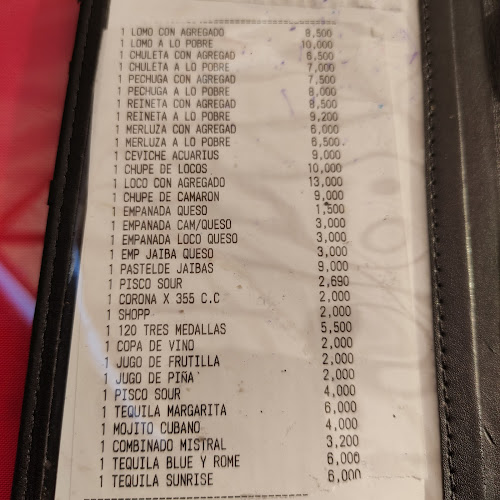 1 LOMO CON AGREGADO 8,500
1 LOMO A LO POBRE 10,000
1 CHULETA CON AGREGAD 6,500
1 CHULETA A LO POBRE 7,000
1 PECHUGA CON AGREGAD 7,500
1 PECHUGA A LO POBRE 8,000
1 REINETA CON AGREGAD 8,500
1 REINETA A LO POBRE 9,200
1 MERLUZA CON AGREGAD 6,000
1 MERLUZA A LO POBRE 6,500
1 CEVICHE ACUARIUS 9,000
1 CHUPE DE LOCOS 10,000
1 LOCO CON AGREGADO 13,000
1 CHUPE DE CAMARON 9,000
1 EMPANADA QUESO 1,500
1 EMPANADA CAM/QUESO 3,000
1 EMPANADA LOCO QUESO 3,000
1 EMP JAIBA QUESO 3,000
1 PASTELDE JAIBAS 9,000
1 PISCO SOUR 2,690
1 CORONA X 355 C.C 2,000
1 SHOPP 2,000
1 120 TRES MEDALLAS 5,500
1 COPA DE VINO 2,000
1 JUGO DE FRUTILLA 2,000
1 JUGO DE PIÑA 2,000
1 PISCO SOUR 4,000
1 TEQUILA MARGARITA 6,000
1 MOJITO CUBANO 4,000
1 COMBINADO MISTRAL 3,200
1 TEQUILA BLUE Y ROME 6,000
1 TEQUILA SUNRISE 6,000